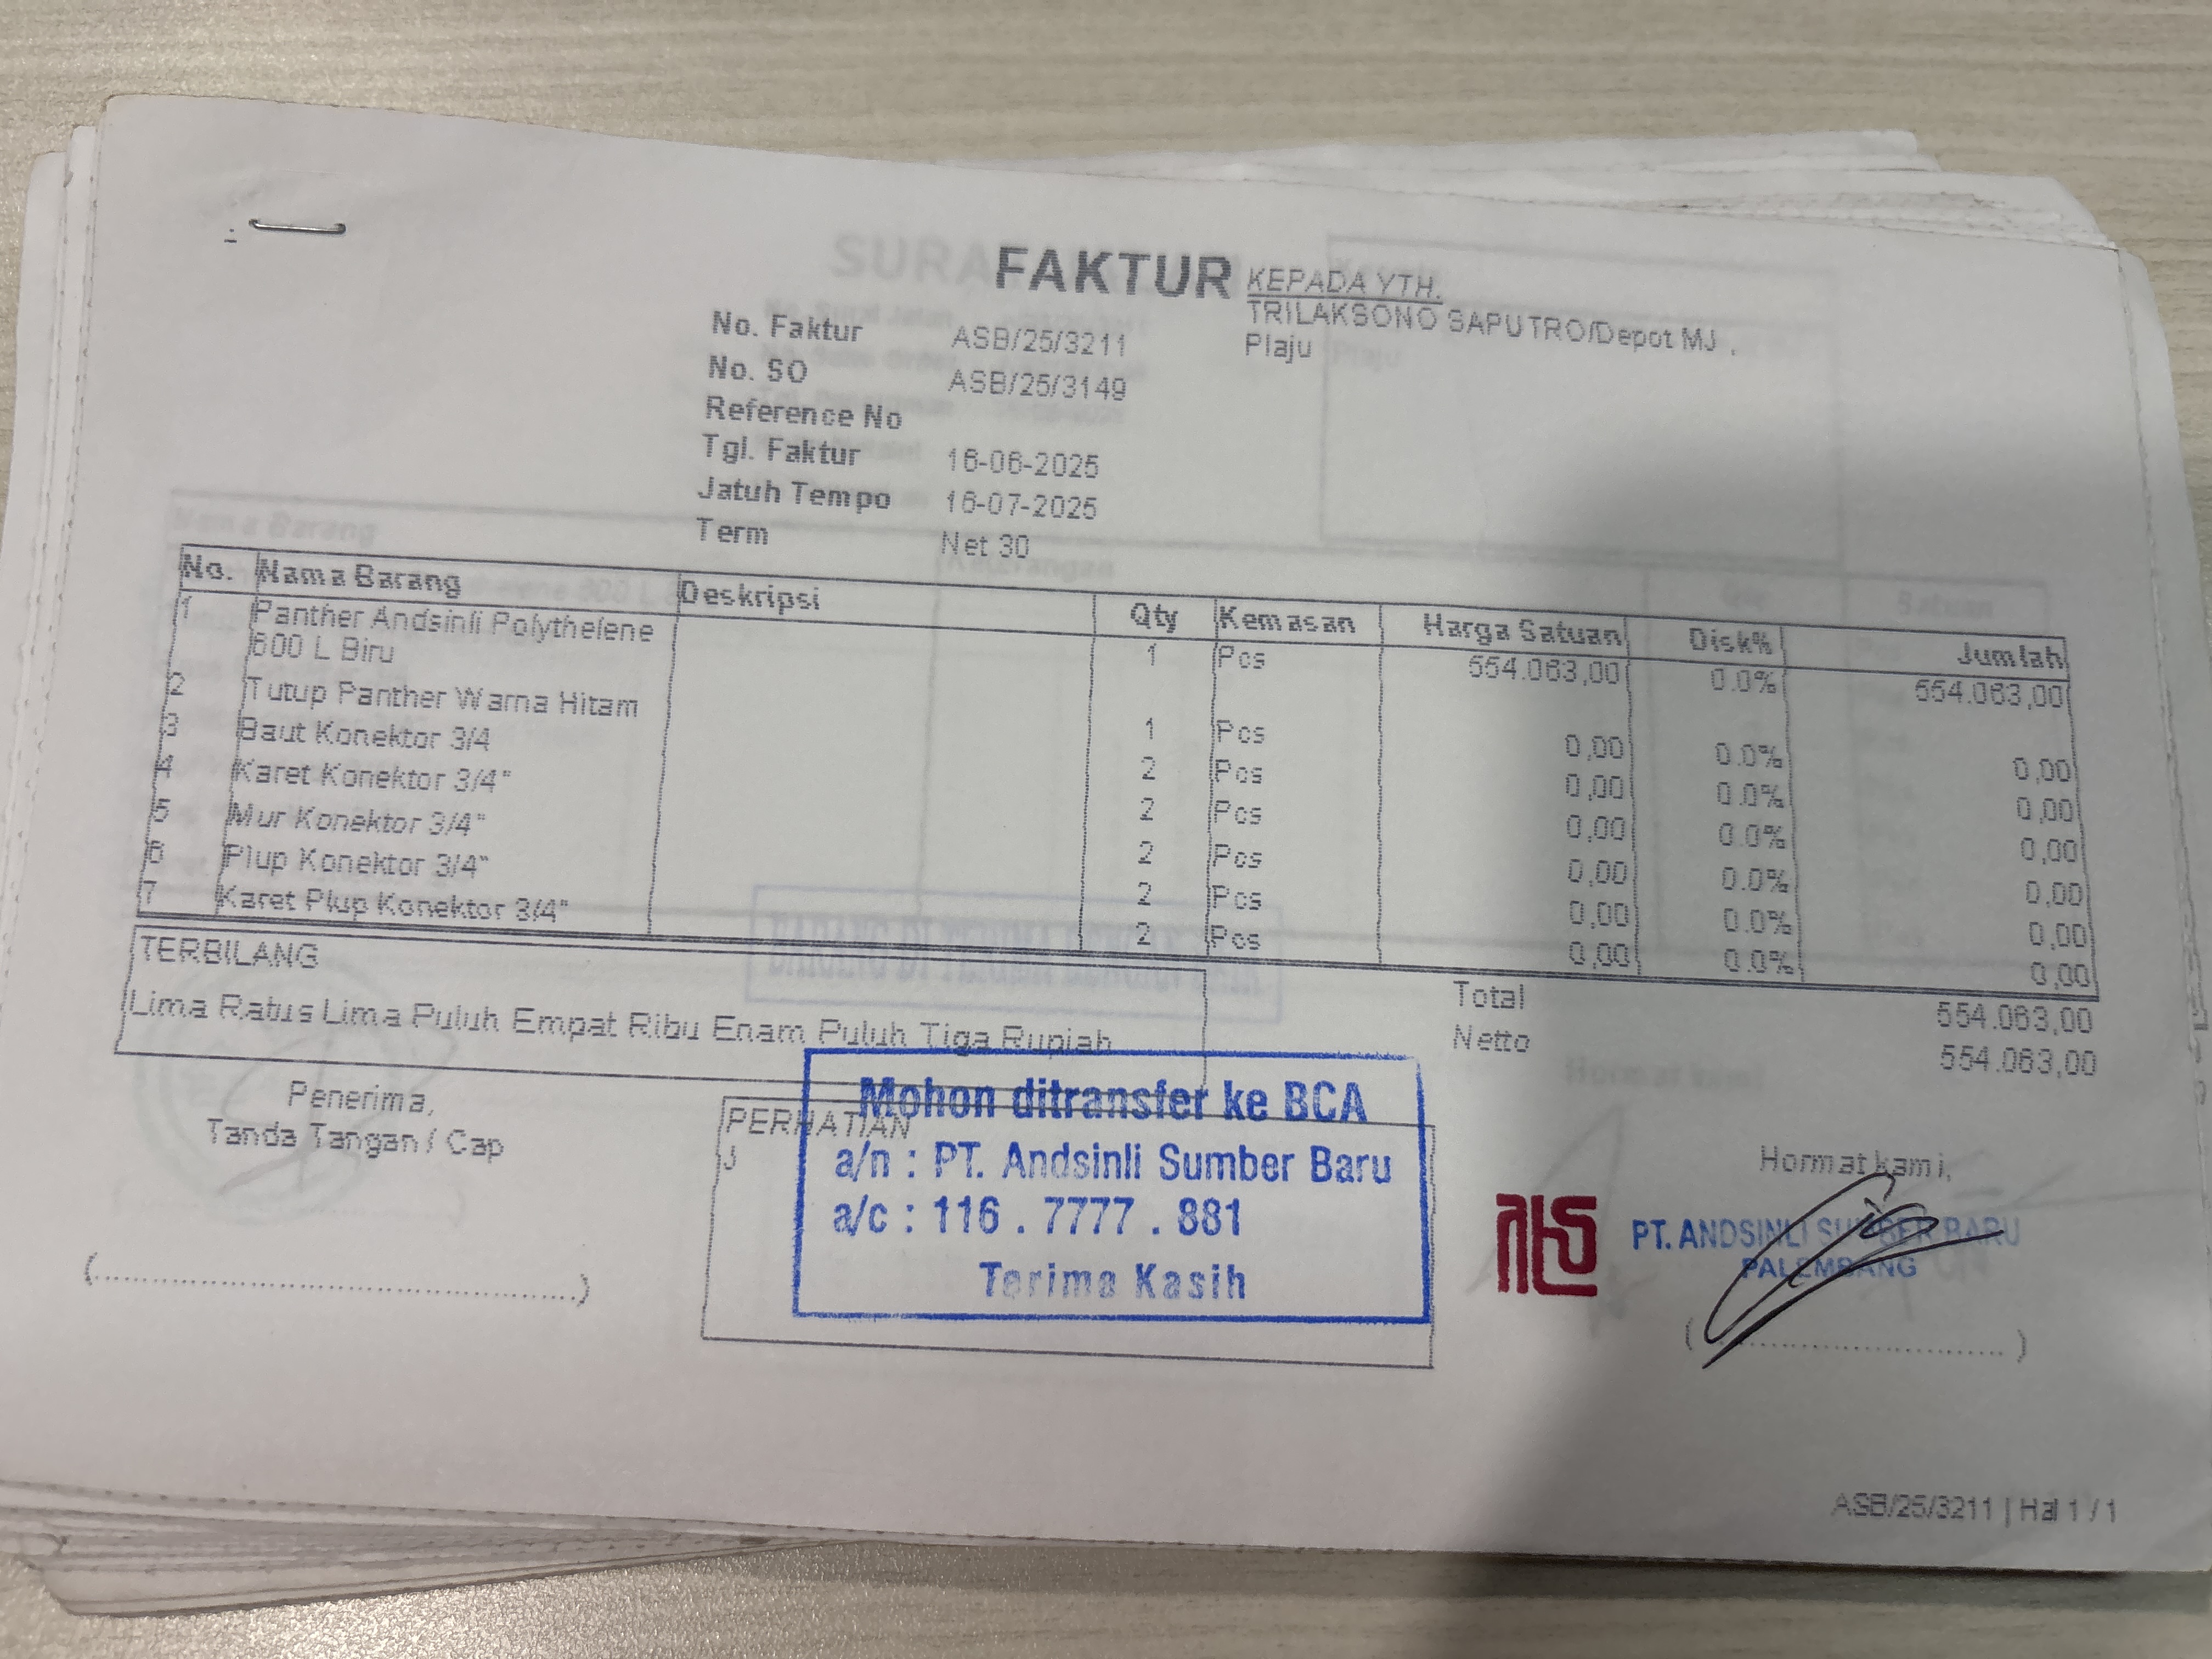 FAKTUR
KEPADA YTH.
TRILAKSONO SAPUTRO/Depot MJ .
Plaju
No. Faktur ASB/25/3211
No. SO ASB/25/3149
Reference No
Tgl. Faktur 16-06-2025
Jatuh Tempo 16-07-2025
Term Net 30
No. Nama Barang Deskripsi Qty Kemasan Harga Satuan Disk% Jumlah
1 Panther Andsinli Polythelene 1 Pcs 554.063,00 0.0% 554.063,00
600 L Biru
2 Tutup Panther Warna Hitam 1 Pcs 0,00 0.0% 0,00
3 Baut Konektor 3/4 2 Pcs 0,00 0.0% 0,00
4 Karet Konektor 3/4" 2 Pcs 0,00 0.0% 0,00
5 Mur Konektor 3/4" 2 Pcs 0,00 0.0% 0,00
6 Plup Konektor 3/4" 2 Pcs 0,00 0.0% 0,00
7 Karet Plup Konektor 3/4" 2 Pcs 0,00 0.0% 0,00
TERBILANG
Lima Ratus Lima Puluh Empat Ribu Enam Puluh Tiga Rupiah
Total 554.063,00
Netto 554.063,00
Penerima,
Tanda Tangan / Cap
(..............................)
PERHATIAN
J
Mohon ditransfer ke BCA
a/n : PT. Andsinli Sumber Baru
a/c : 116 . 7777 . 881
Terima Kasih
Hormat kami,
PT. ANDSINLI SUMBER BARU
PALEMBANG
(..............................)
ASB/25/3211 | Hal 1 / 1